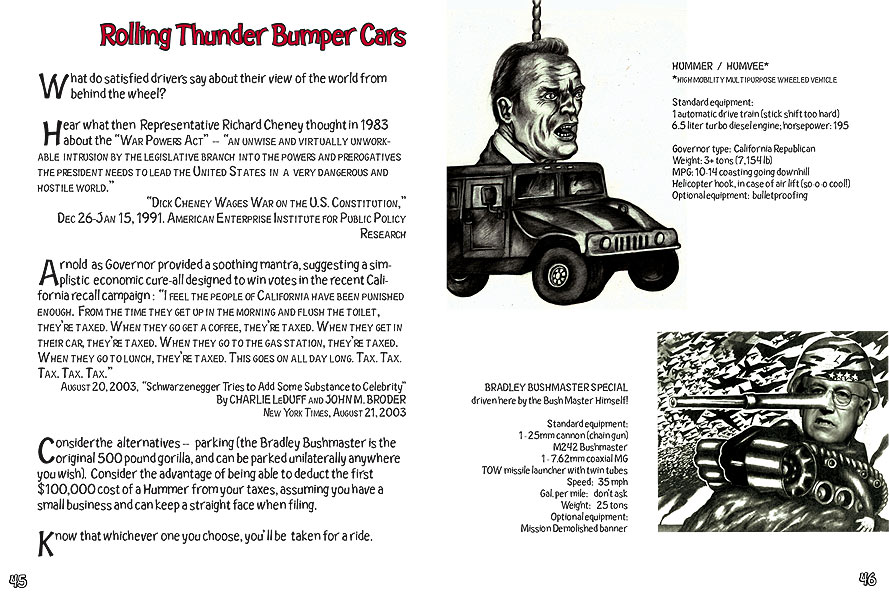 Rolling Thunder Bumper Cars
What do satisfied drivers say about their view of the world from
behind the wheel?
Hear what then Representative Richard Cheney thought in 1983
about the "War Powers Act" -- "an unwise and virtually unwork-
able intrusion by the legislative branch into the powers and prerogatives
the president needs to lead the United States in a very dangerous and
hostile world."
"Dick Cheney Wages War on the U.S. Constitution,"
Dec 26-Jan 15, 1991. American Enterprise Institute for Public Policy
Research
Arnold as Governor provided a soothing mantra, suggesting a sim-
plistic economic cure-all designed to win votes in the recent Cali-
fornia recall campaign : "I feel the people of California have been punished
enough. From the time they get up in the morning and flush the toilet,
they're taxed. When they go get a coffee, they're taxed. When they get in
their car, they're taxed. When they go to the gas station, they're taxed.
When they go to lunch, they're taxed. This goes on all day long. Tax. Tax.
Tax. Tax. Tax."
August 20, 2003, "Schwarzenegger Tries to Add Some Substance to Celebrity"
By CHARLIE LeDUFF and JOHN M. BRODER
New York Times, August 21, 2003
Consider the alternatives -- parking (the Bradley Bushmaster is the
original 500 pound gorilla, and can be parked unilaterally anywhere
you wish). Consider the advantage of being able to deduct the first
$100,000 cost of a Hummer from your taxes, assuming you have a
small business and can keep a straight face when filing.
Know that whichever one you choose, you'll be taken for a ride.
45
HUMMER / HUMVEE*
*high mobility multipurpose wheeled vehicle
Standard equipment:
1 automatic drive train (stick shift too hard)
6.5 liter turbo diesel engine; horsepower: 195
Governor type: California Republican
Weight: 3+ tons (7,154 lb)
MPG: 10-14 coasting going downhill
Helicopter hook, in case of air lift (so-o-o cool!)
Optional equipment: bulletproofing
BRADLEY BUSHMASTER SPECIAL
driven here by the Bush Master Himself!
Standard equipment:
1 - 25mm cannon (chain gun)
M242 Bushmaster
1 - 7.62mm coaxial MG
TOW missile launcher with twin tubes
Speed: 35 mph
Gal. per mile: don't ask
Weight: 25 tons
Optional equipment:
Mission Demolished banner
46